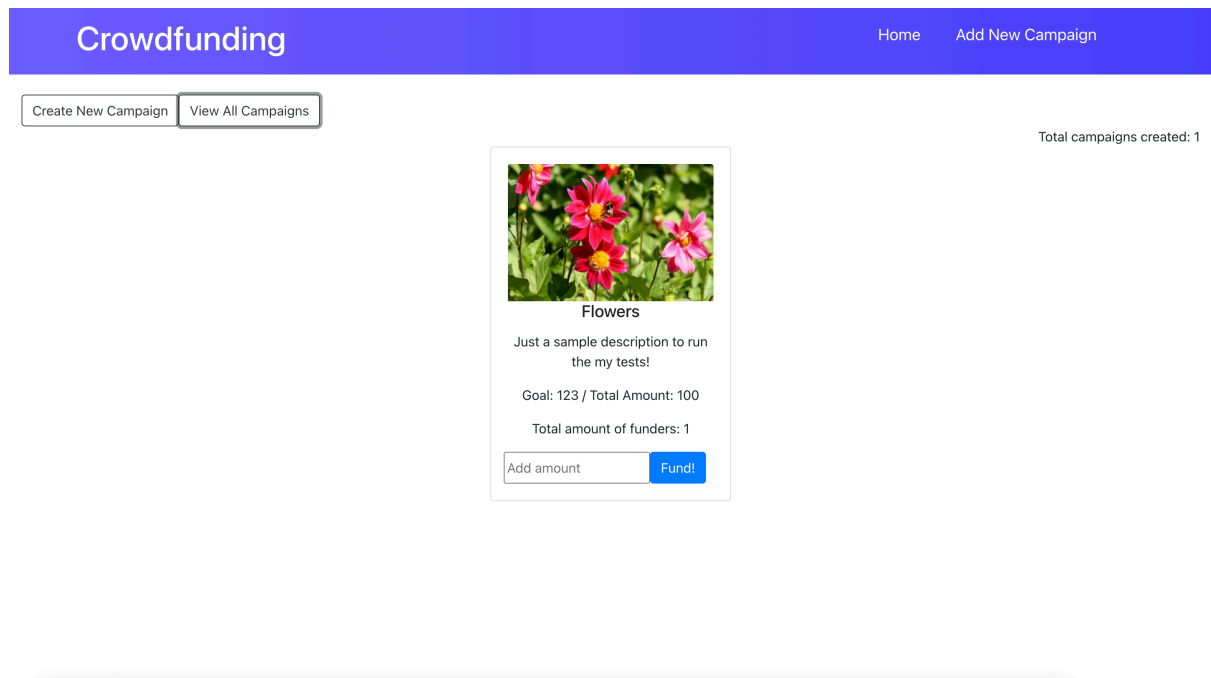 Crowdfunding
Home
Add New Campaign
Create New Campaign
View All Campaigns
Total campaigns created: 1
Flowers
Just a sample description to run
the my tests!
Goal: 123 / Total Amount: 100
Total amount of funders: 1
Add amount
Fund!